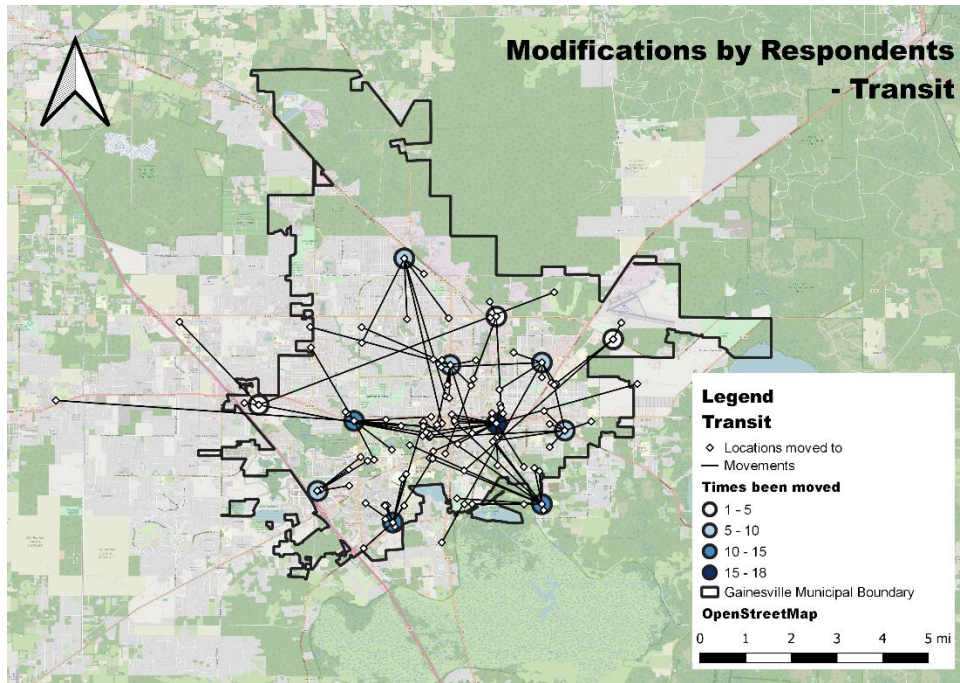 Modifications by Respondents
- Transit
Legend
Transit
Locations moved to
Movements
Times been moved
1 - 5
5 - 10
10 - 15
15 - 18
Gainesville Municipal Boundary
OpenStreetMap
0 1 2 3 4 5 mi